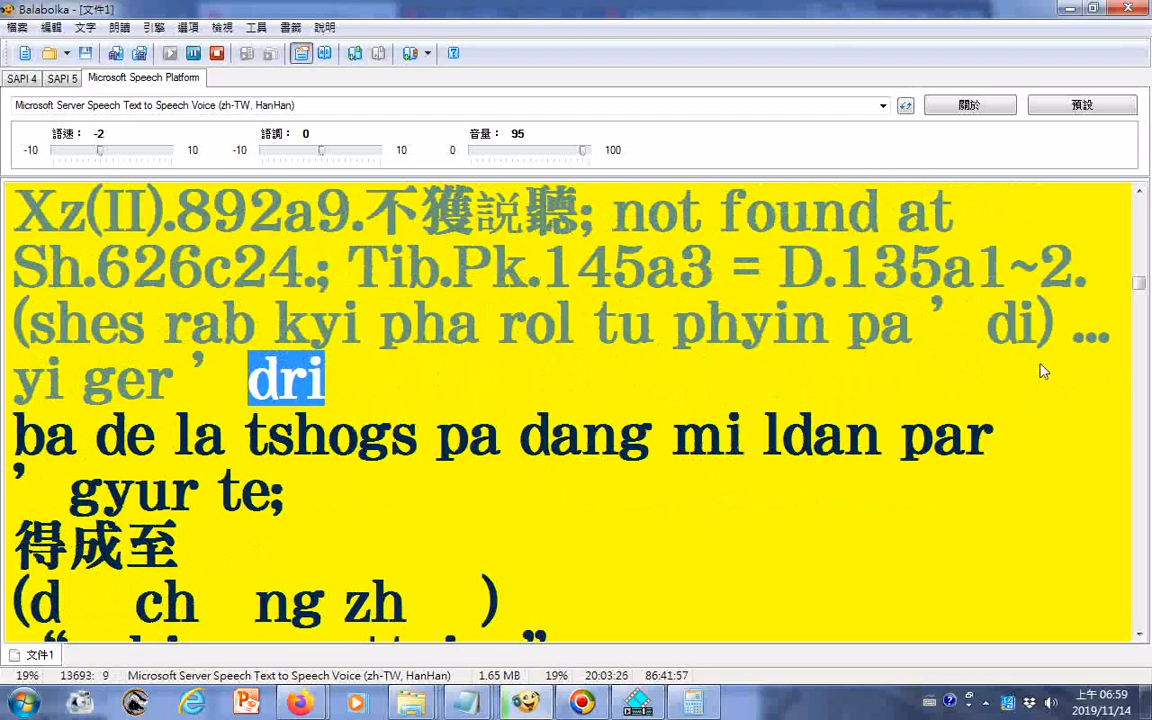 Balabolka - [文件1]
檔案 編輯 文字 朗讀 引擎 選項 檢視 工具 書籤 說明
SAPI 4 SAPI 5 Microsoft Speech Platform
Microsoft Server Speech Text to Speech Voice (zh-TW, HanHan) 關於 預設
語速： -2 語調： 0 音量： 95
-10 10 -10 10 0 100
Xz(II).892a9.不獲説聽; not found at
Sh.626c24.; Tib.Pk.145a3 = D.135a1~2.
(shes rab kyi pha rol tu phyin pa ’ di) ...
yi ger ’ dri
ba de la tshogs pa dang mi ldan par
’ gyur te;
得成至
(d ch ng zh )
文件1
19% 13693: 9 Microsoft Server Speech Text to Speech Voice (zh-TW, HanHan) 1.65 MB 19% 20:03:26 86:41:57
上午 06:59
2019/11/14